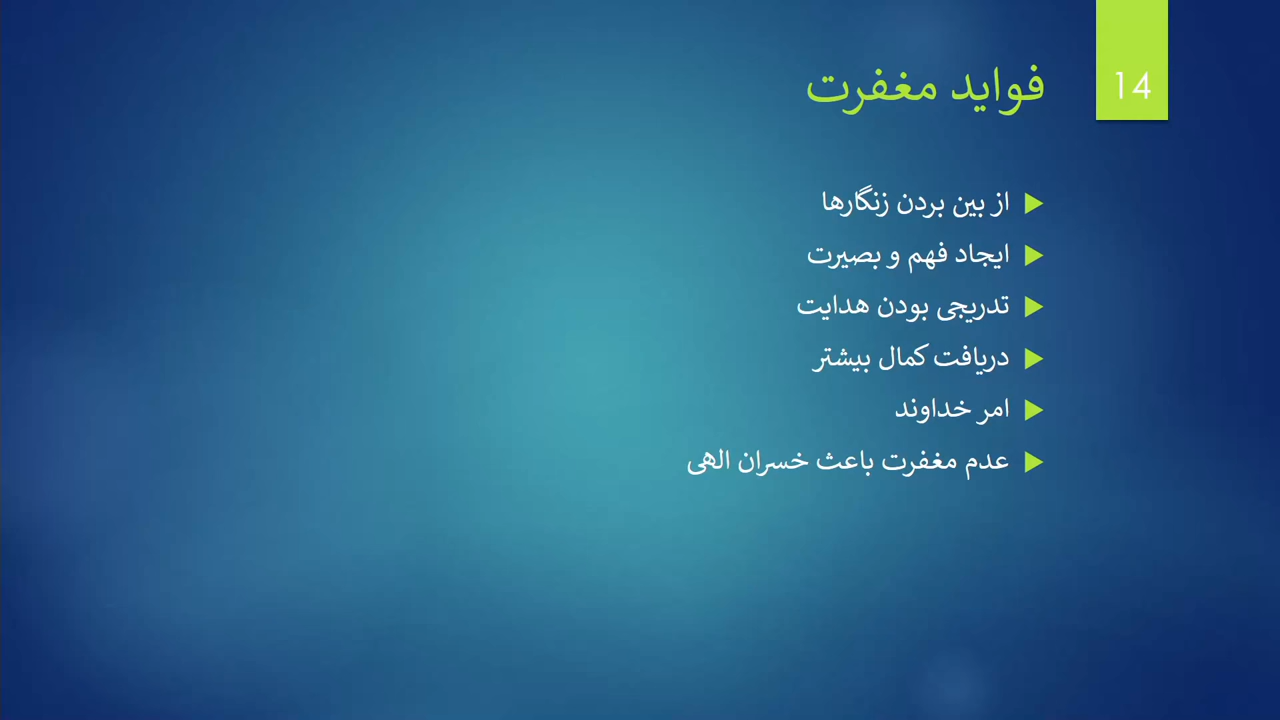 فواید مغفرت
14
از بین بردن زنگارها
ایجاد فهم و بصیرت
تدریجی بودن هدایت
دریافت کمال بیشتر
امر خداوند
عدم مغفرت باعث خسران الهی